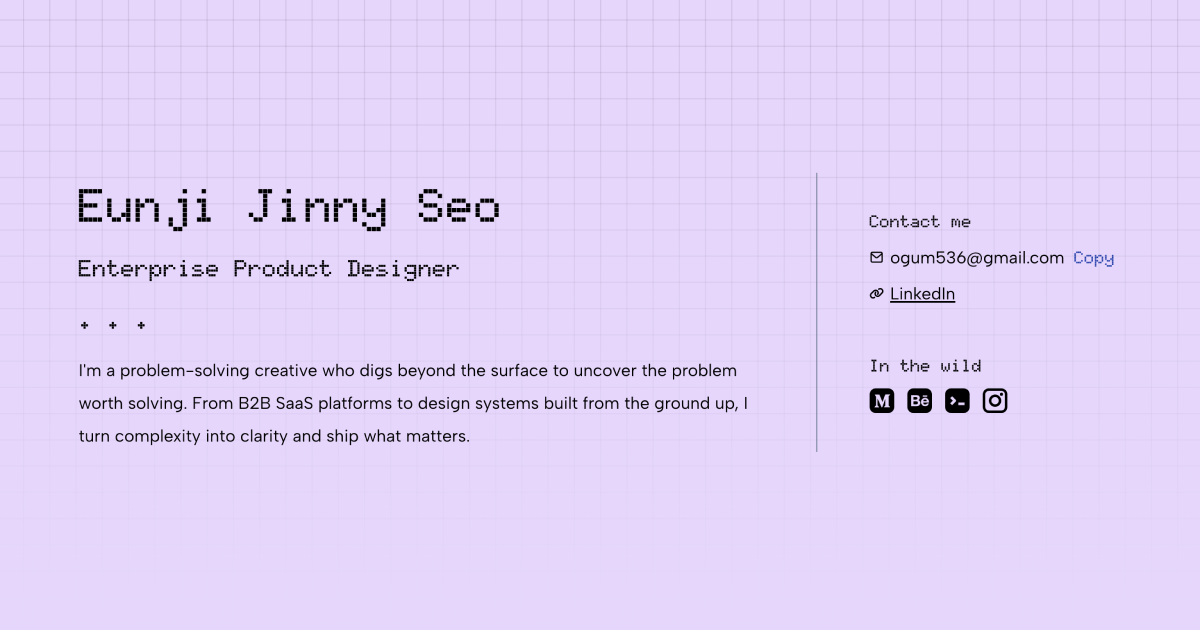 Eunji Jinny Seo
Enterprise Product Designer
+ + +
I'm a problem-solving creative who digs beyond the surface to uncover the problem
worth solving. From B2B SaaS platforms to design systems built from the ground up, I
turn complexity into clarity and ship what matters.
Contact me
ogum536@gmail.com Copy
LinkedIn
In the wild
M Bē